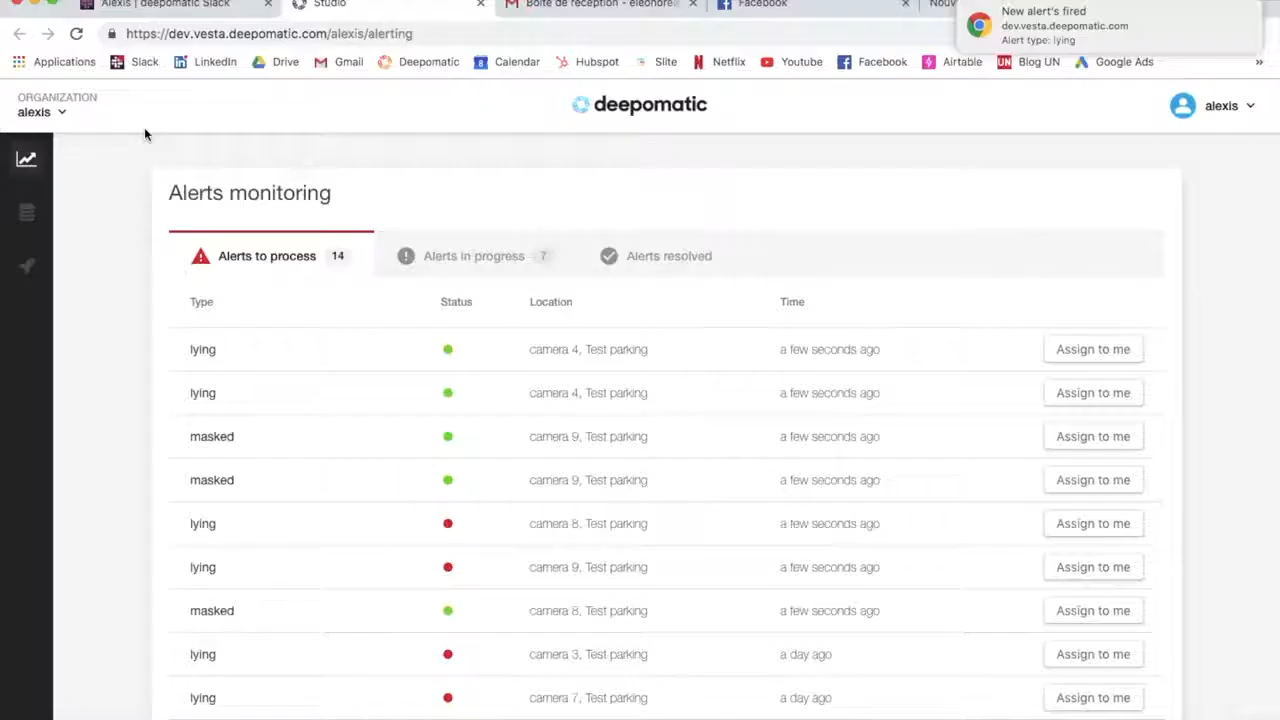 Alexis | deepomatic Slack
Studio
Boîte de réception - eleonore
Facebook
Nouv
New alert's fired
dev.vesta.deepomatic.com
Alert type: lying
https://dev.vesta.deepomatic.com/alexis/alerting
Applications Slack LinkedIn Drive Gmail Deepomatic Calendar Hubspot Slite Netflix Youtube Facebook Airtable Blog UN Google Ads »
ORGANIZATION
alexis
deepomatic
alexis
Alerts monitoring
Alerts to process 14 Alerts in progress 7 Alerts resolved
Type Status Location Time
lying camera 4, Test parking a few seconds ago Assign to me
lying camera 4, Test parking a few seconds ago Assign to me
masked camera 9, Test parking a few seconds ago Assign to me
masked camera 9, Test parking a few seconds ago Assign to me
lying camera 8, Test parking a few seconds ago Assign to me
lying camera 9, Test parking a few seconds ago Assign to me
masked camera 8, Test parking a few seconds ago Assign to me
lying camera 3, Test parking a day ago Assign to me
lying camera 7, Test parking a day ago Assign to me